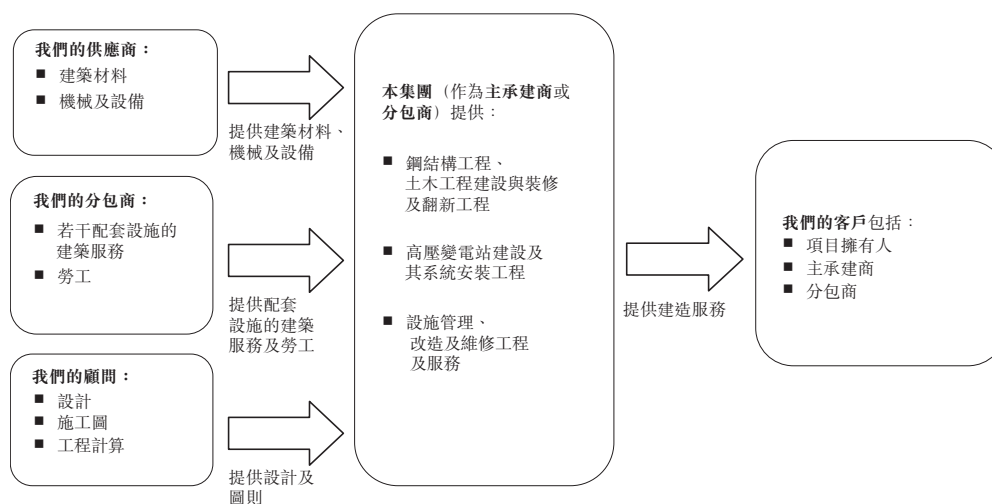 我們的供應商：
■ 建築材料
■ 機械及設備
提供建築材料、
機械及設備
我們的分包商：
■ 若干配套設施的
建築服務
■ 勞工
提供配套
設施的建築
服務及勞工
我們的顧問：
■ 設計
■ 施工圖
■ 工程計算
提供設計及
圖則
本集團（作為主承建商或
分包商）提供：
■ 鋼結構工程、
土木工程建設與裝修
及翻新工程
■ 高壓變電站建設及
其系統安裝工程
■ 設施管理、
改造及維修工程
及服務
提供建造服務
我們的客戶包括：
■ 項目擁有人
■ 主承建商
■ 分包商